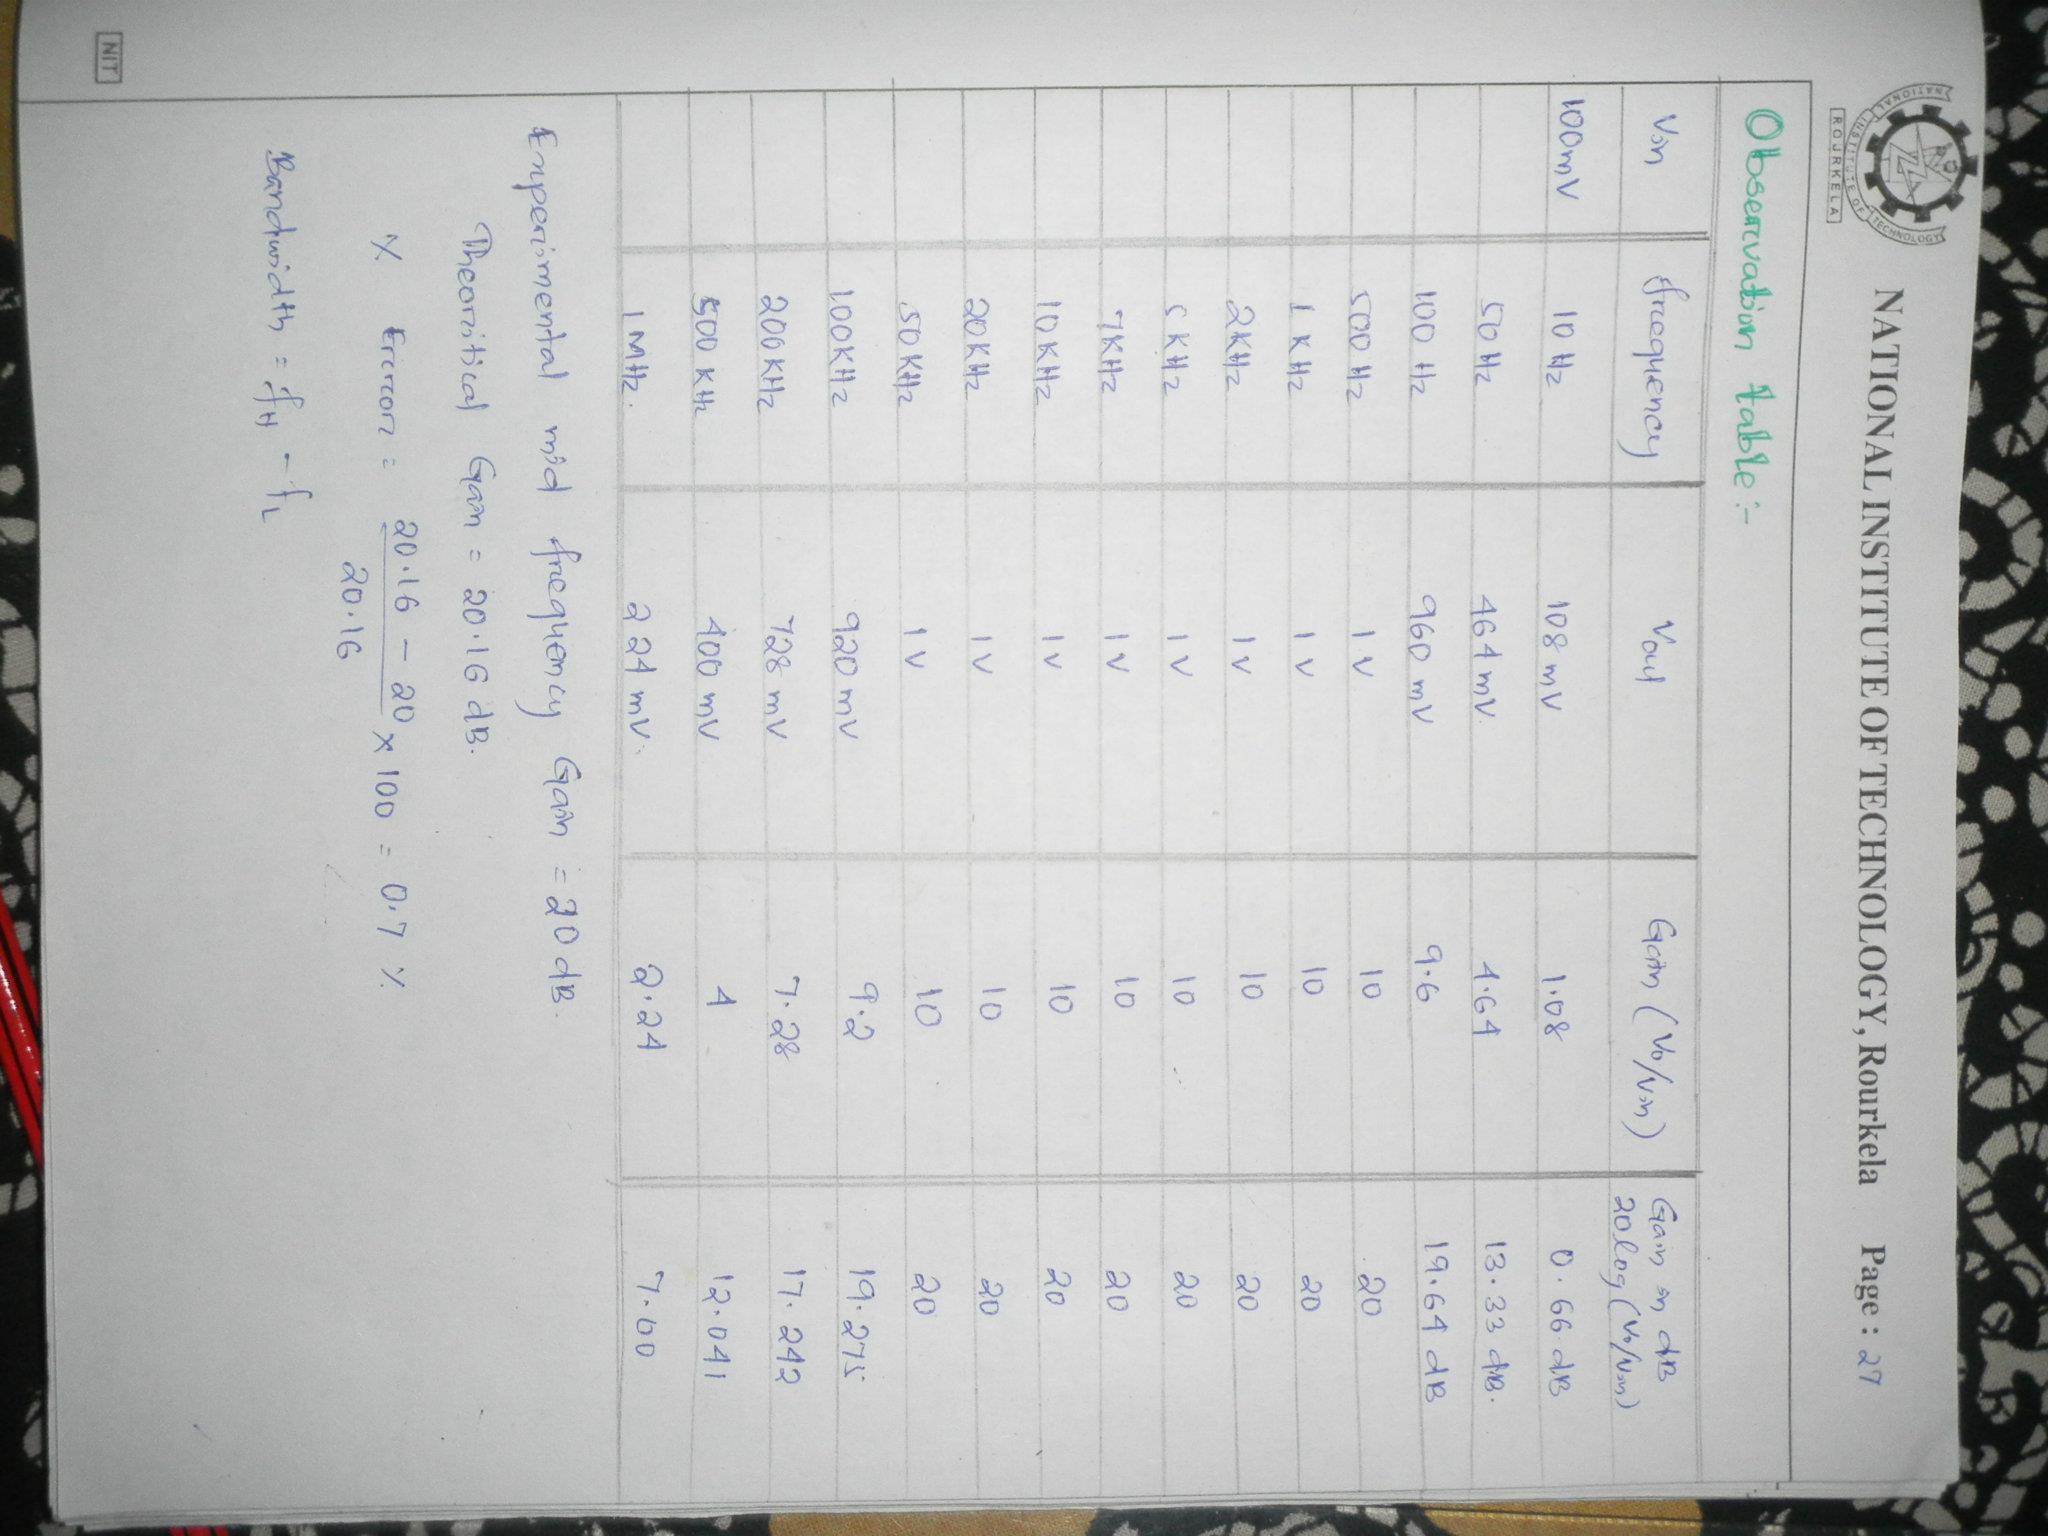 NATIONAL INSTITUTE OF TECHNOLOGY
ROURKELA
NATIONAL INSTITUTE OF TECHNOLOGY, Rourkela Page : 27
Observation table :-
Vin frequency Vout Gain (Vo/Vin) Gain in dB 20 log (Vo/Vin)
100mV 10 Hz 108 mV 1.08 0.66 dB
50 Hz 464 mV. 4.64 13.33 dB.
100 Hz 960 mV 9.6 19.64 dB
500 Hz 1 V 10 20
1 KHz 1 V 10 20
2KHz 1 V 10 20
5 KHz 1 V 10 20
7KHz 1 V 10 20
10 KHz 1 V 10 20
20 KHz 1 V 10 20
50 KHz 1 V 10 20
100KHz 920 mV 9.2 19.275
200 KHz 728 mV 7.28 17.242
500 KHz 400 mV 4 12.041
1 MHz. 224 mV. 2.24 7.00
Experimental mid frequency Gain = 20 dB.
Theoritical Gain = 20.16 dB.
% Error = (20.16 - 20)/20.16 × 100 = 0.7 %
Bandwidth = fH - fL
NIT